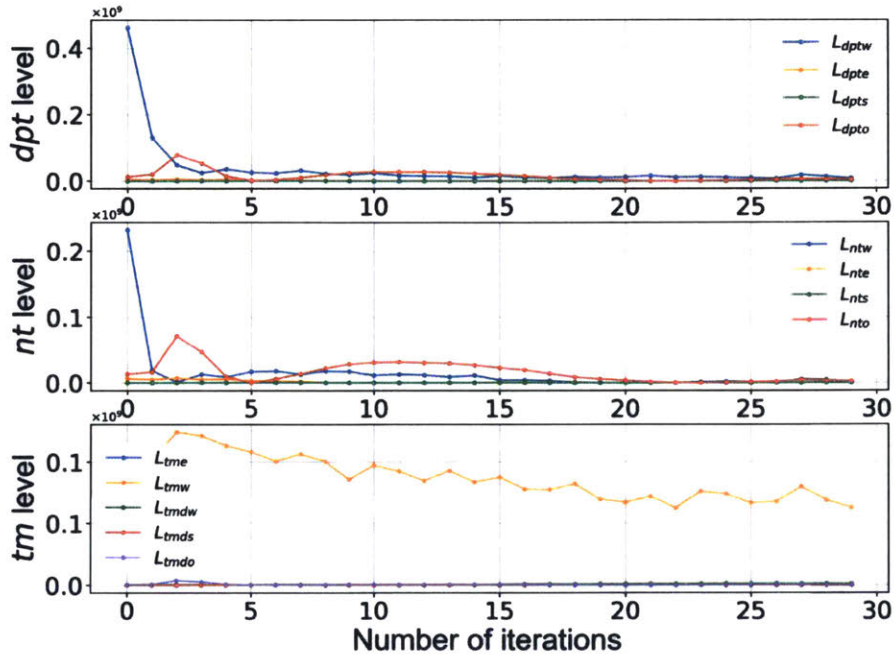 ×10⁹
0.4
0.2
0.0
dpt level
L_dptw
L_dpte
L_dpts
L_dpto
0 5 10 15 20 25 30
×10⁹
0.2
0.1
0.0
nt level
L_ntw
L_nte
L_nts
L_nto
0 5 10 15 20 25 30
×10⁹
0.1
0.1
0.0
tm level
L_tme
L_tmw
L_tmdw
L_tmds
L_tmdo
0 5 10 15 20 25 30
Number of iterations